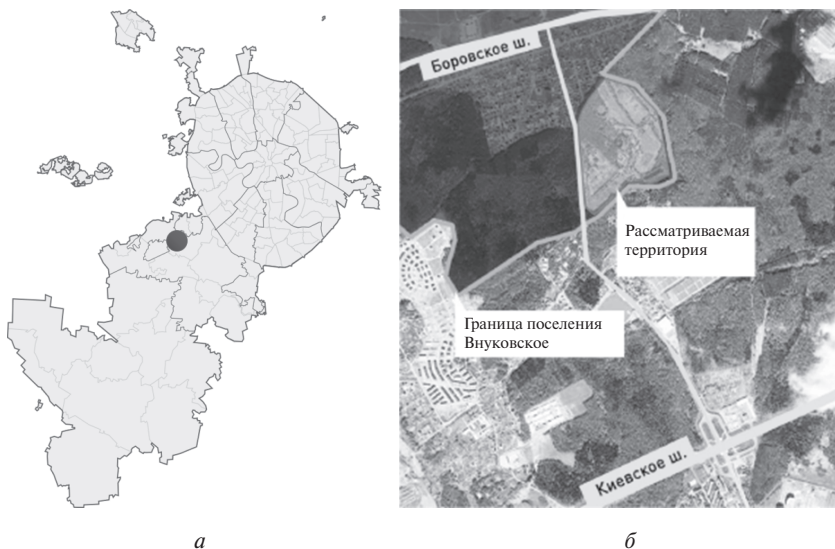 Боровское ш.
Рассматриваемая
территория
Граница поселения
Внуковское
Киевское ш.
а
б